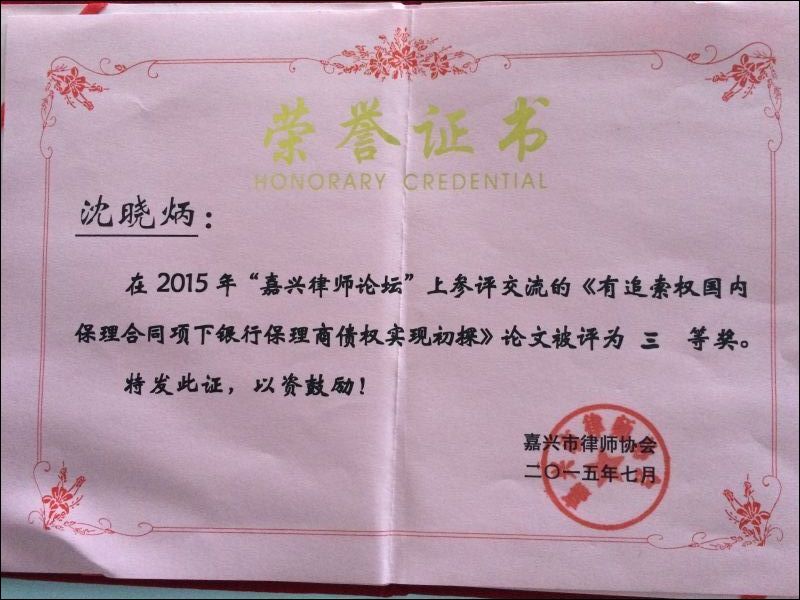 荣誉证书
HONORARY CREDENTIAL
沈晓炳：
在2015年“嘉兴律师论坛”上参评交流的《有追索权国内
保理合同项下银行保理商债权实现初探》论文被评为 三 等奖。
特发此证，以资鼓励！
嘉兴市律师协会
二〇一五年七月